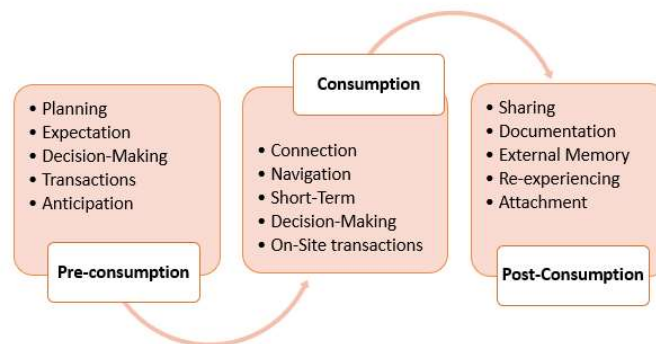 • Planning
• Expectation
• Decision-Making
• Transactions
• Anticipation
Pre-consumption
Consumption
• Connection
• Navigation
• Short-Term
• Decision-Making
• On-Site transactions
• Sharing
• Documentation
• External Memory
• Re-experiencing
• Attachment
Post-Consumption